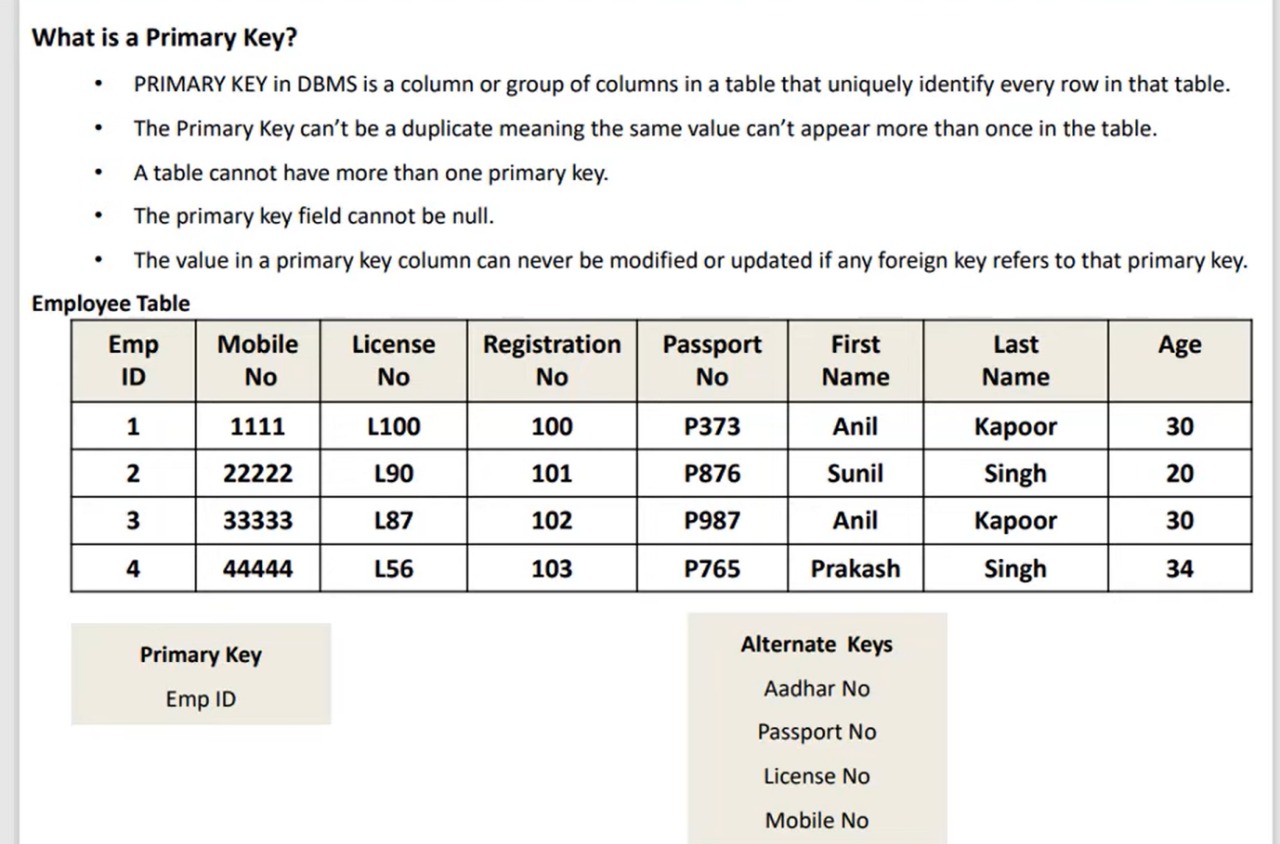 What is a Primary Key?
• PRIMARY KEY in DBMS is a column or group of columns in a table that uniquely identify every row in that table.
• The Primary Key can't be a duplicate meaning the same value can't appear more than once in the table.
• A table cannot have more than one primary key.
• The primary key field cannot be null.
• The value in a primary key column can never be modified or updated if any foreign key refers to that primary key.
Employee Table
Emp Mobile License Registration Passport First Last Age
ID No No No No Name Name
1 1111 L100 100 P373 Anil Kapoor 30
2 22222 L90 101 P876 Sunil Singh 20
3 33333 L87 102 P987 Anil Kapoor 30
4 44444 L56 103 P765 Prakash Singh 34
Primary Key
Emp ID
Alternate Keys
Aadhar No
Passport No
License No
Mobile No